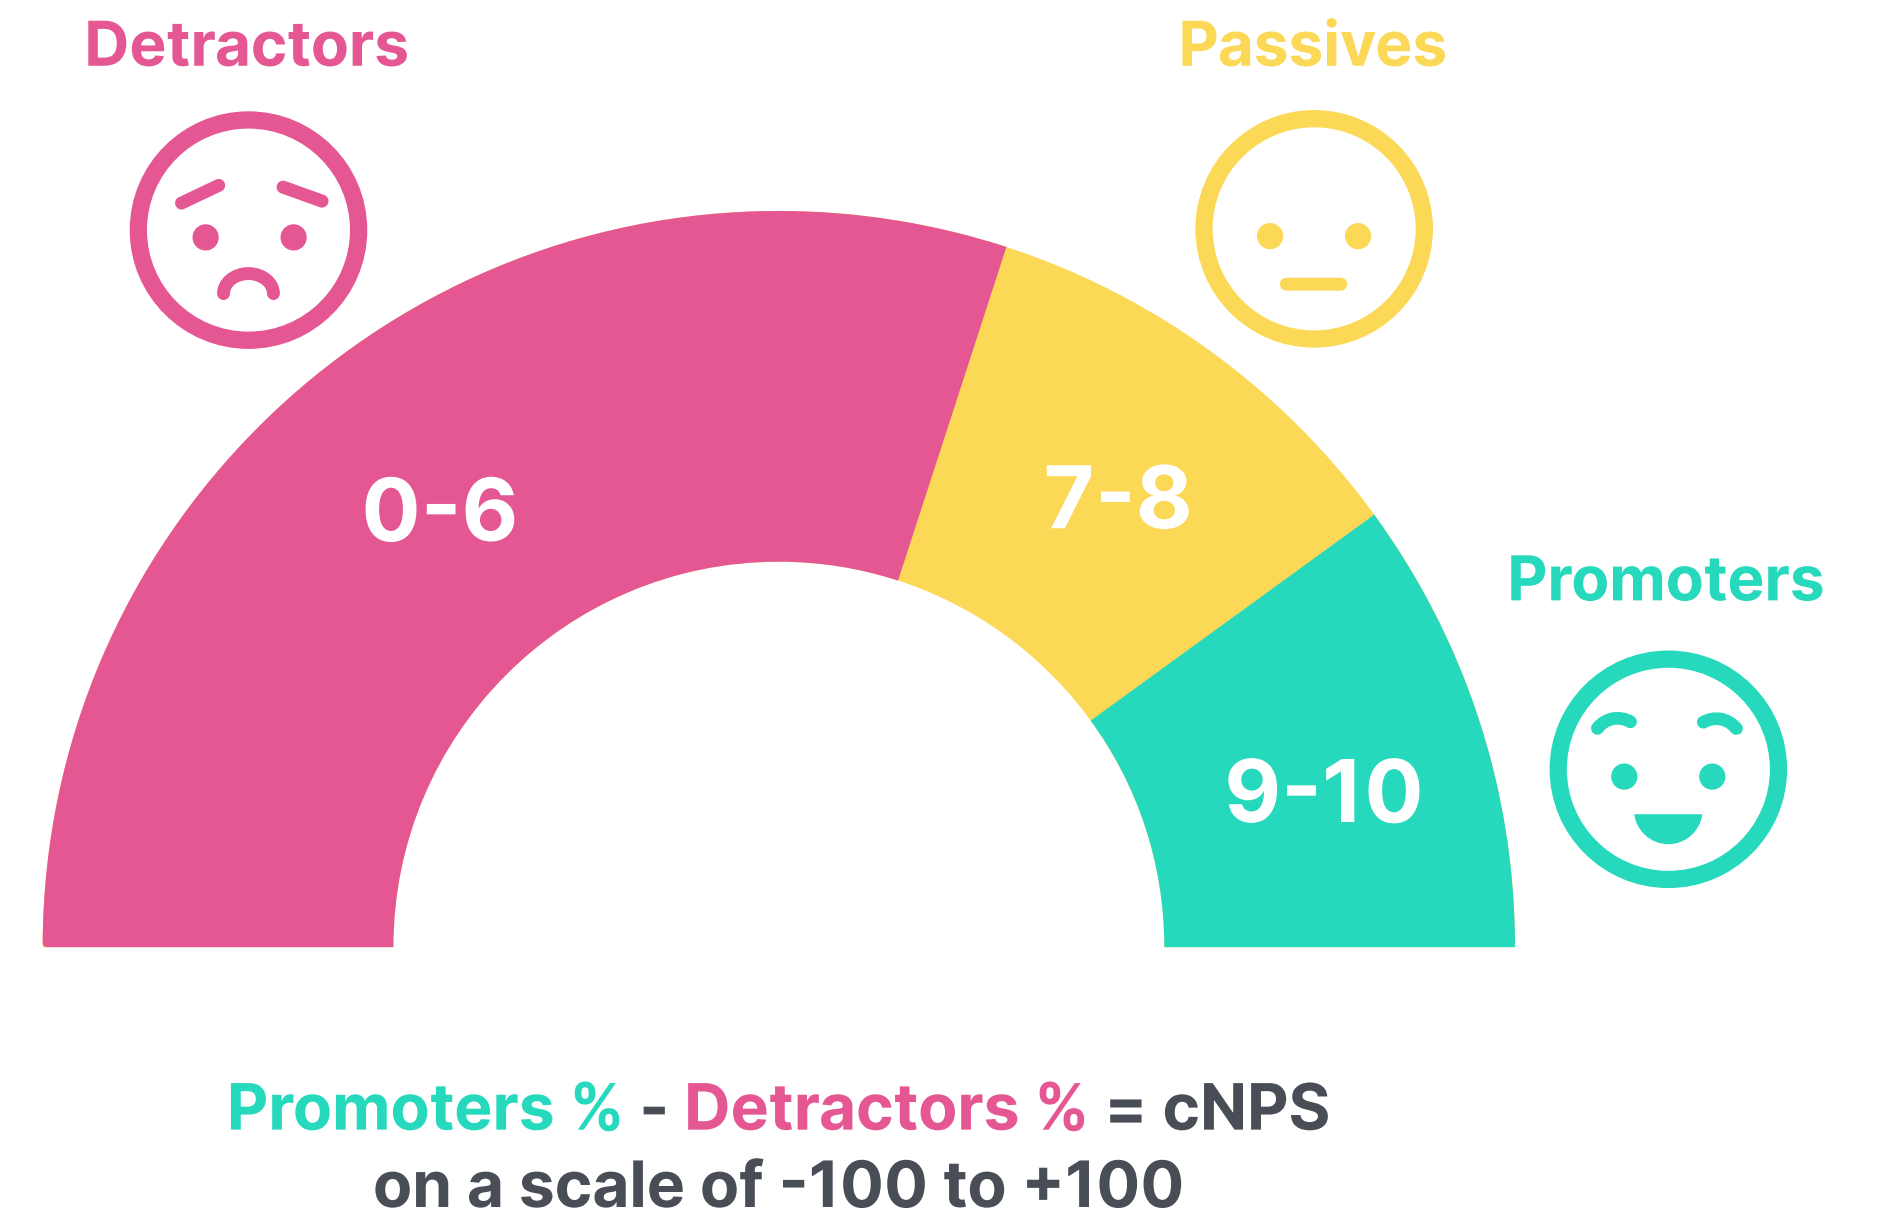 Detractors
Passives
0-6
7-8
Promoters
9-10
Promoters % - Detractors % = cNPS
on a scale of -100 to +100